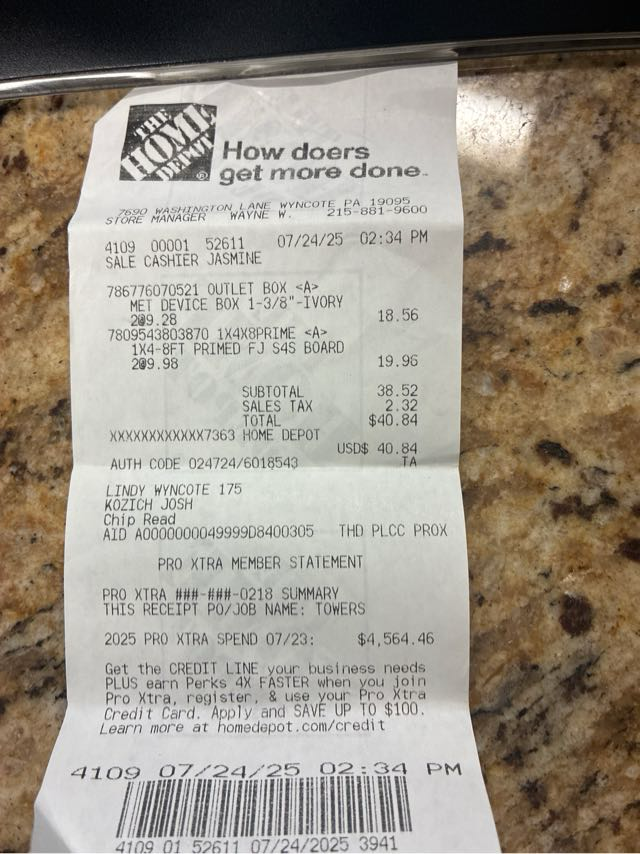 THE
HOME
DEPOT
®
How doers
get more done™
7690 WASHINGTON LANE WYNCOTE PA 19095
STORE MANAGER WAYNE W. 215-881-9600
4109 00001 52611 07/24/25 02:34 PM
SALE CASHIER JASMINE
786776070521 OUTLET BOX <A>
MET DEVICE BOX 1-3/8"-IVORY
2@9.28 18.56
7809543803870 1X4X8PRIME <A>
1X4-8FT PRIMED FJ S4S BOARD
2@9.98 19.96
SUBTOTAL 38.52
SALES TAX 2.32
TOTAL $40.84
XXXXXXXXXXXX7363 HOME DEPOT
USD$ 40.84
AUTH CODE 024724/6018543 TA
LINDY WYNCOTE 175
KOZICH JOSH
Chip Read
AID A0000000049999D8400305 THD PLCC PROX
PRO XTRA MEMBER STATEMENT
PRO XTRA ###-###-0218 SUMMARY
THIS RECEIPT PO/JOB NAME: TOWERS
2025 PRO XTRA SPEND 07/23: $4,564.46
Get the CREDIT LINE your business needs
PLUS earn Perks 4X FASTER when you join
Pro Xtra, register, & use your Pro Xtra
Credit Card. Apply and SAVE UP TO $100.
Learn more at homedepot.com/credit
4109 07/24/25 02:34 PM
4109 01 52611 07/24/2025 3941